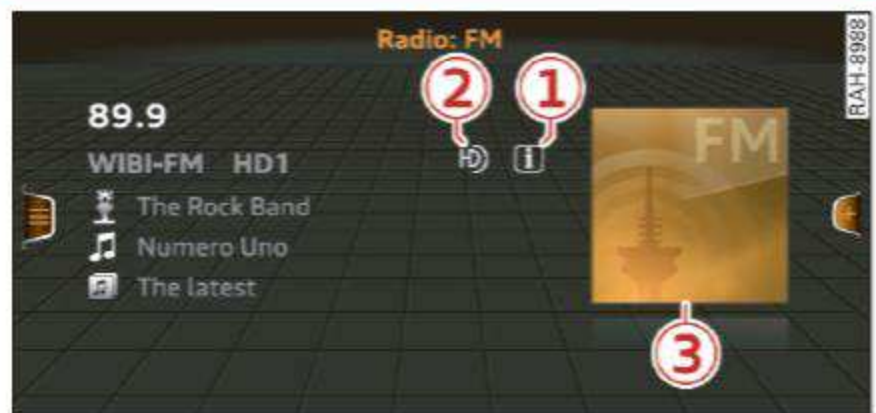 Radio: FM
RAH-8988
2
1
89.9
FM
WIBI-FM HD1
HD
i
The Rock Band
Numero Uno
The latest
3